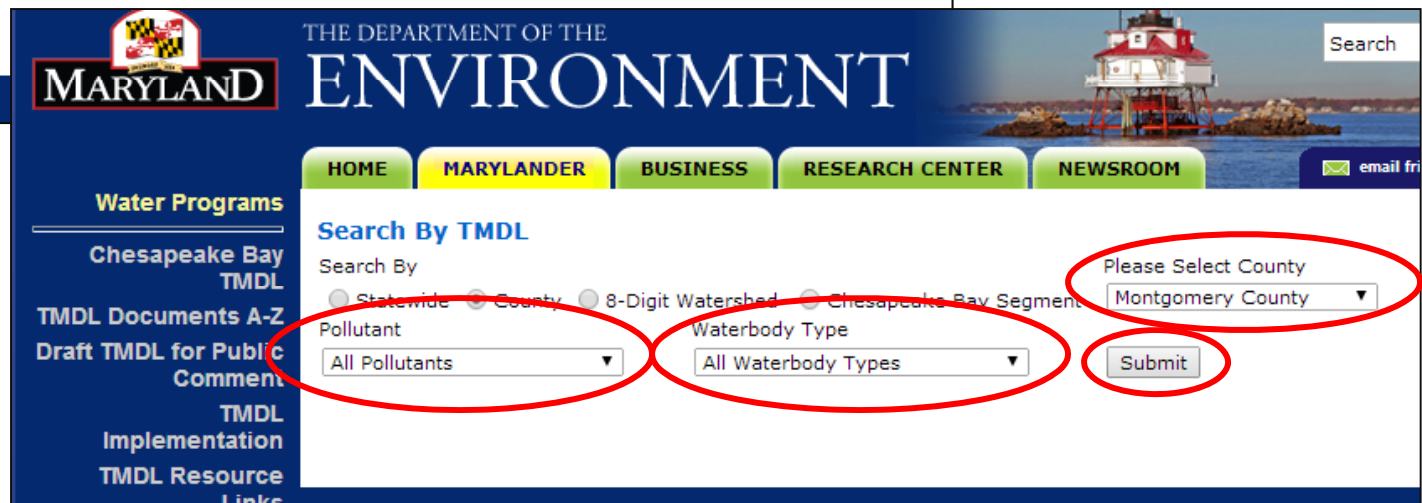 MARYLAND
THE DEPARTMENT OF THE
ENVIRONMENT
Search
HOME MARYLANDER BUSINESS RESEARCH CENTER NEWSROOM
email fri
Water Programs
Chesapeake Bay
TMDL
TMDL Documents A-Z
Draft TMDL for Public
Comment
TMDL
Implementation
TMDL Resource
Links
Search By TMDL
Search By
Please Select County
Statewide County 8-Digit Watershed Chesapeake Bay Segment
Montgomery County
Pollutant
Waterbody Type
All Pollutants
All Waterbody Types
Submit